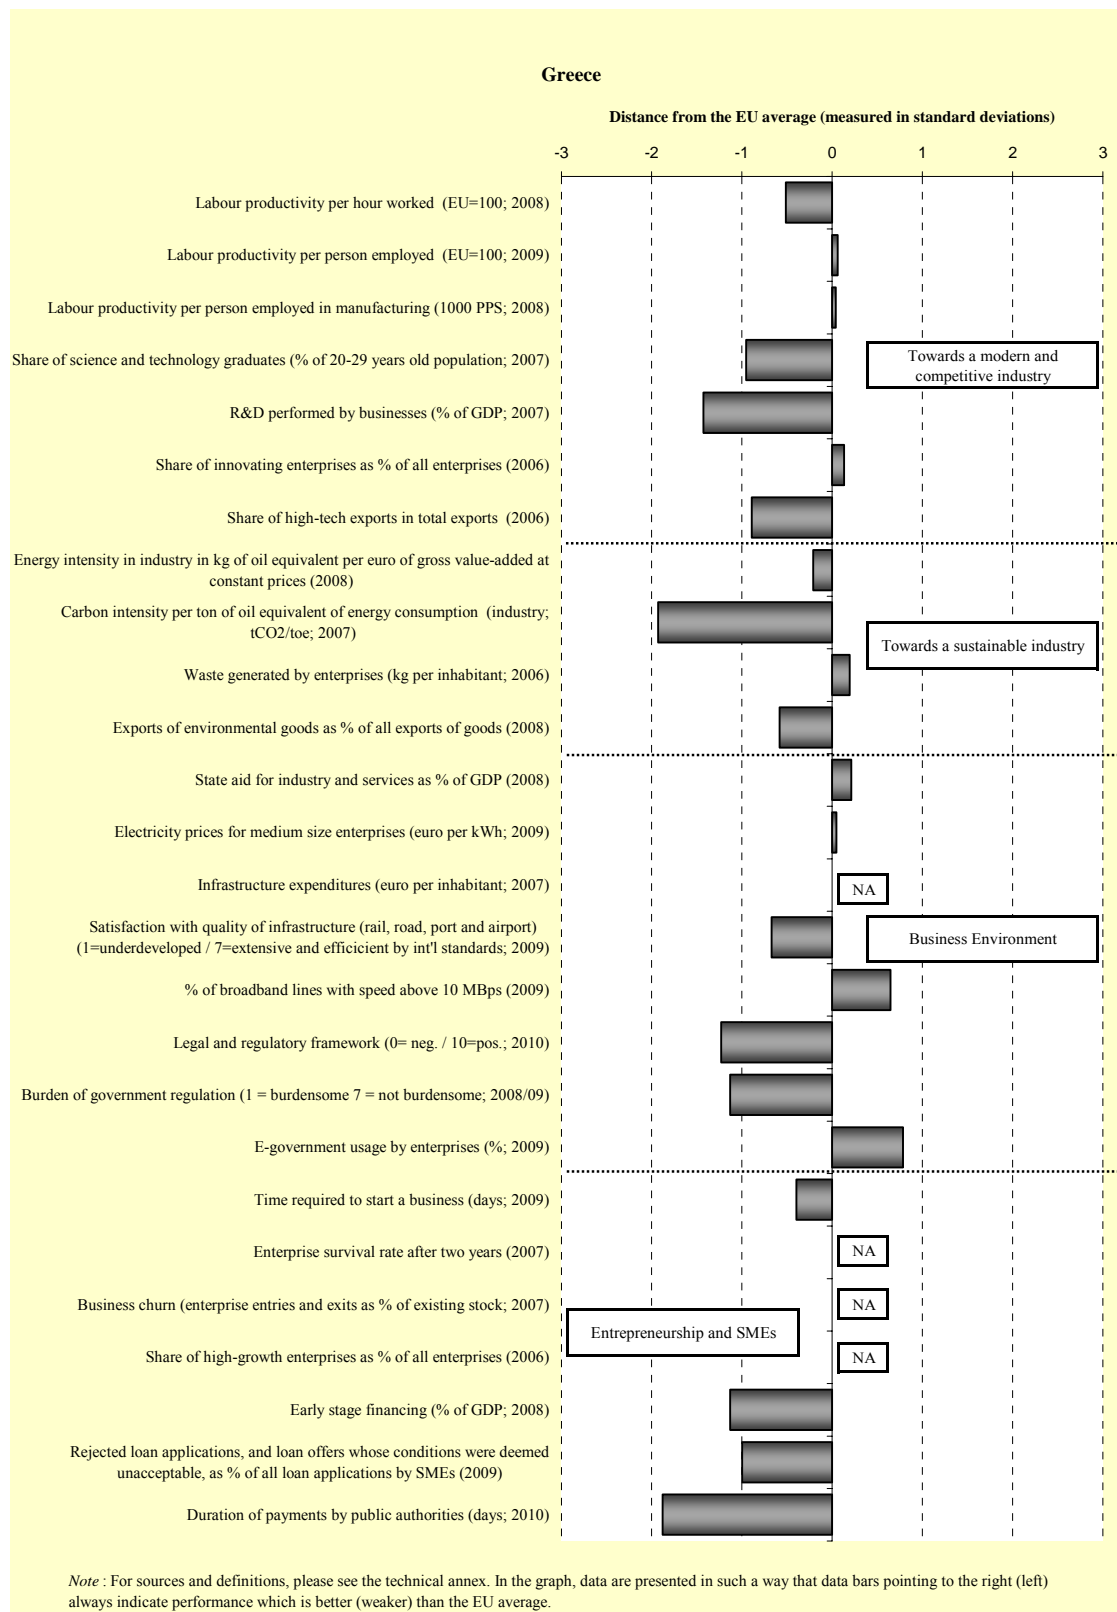 Greece
Distance from the EU average (measured in standard deviations)
-3 -2 -1 0 1 2 3
Labour productivity per hour worked (EU=100; 2008)
Labour productivity per person employed (EU=100; 2009)
Labour productivity per person employed in manufacturing (1000 PPS; 2008)
Share of science and technology graduates (% of 20-29 years old population; 2007)
Towards a modern and
competitive industry
R&D performed by businesses (% of GDP; 2007)
Share of innovating enterprises as % of all enterprises (2006)
Share of high-tech exports in total exports (2006)
Energy intensity in industry in kg of oil equivalent per euro of gross value-added at
constant prices (2008)
Carbon intensity per ton of oil equivalent of energy consumption (industry;
tCO2/toe; 2007)
Towards a sustainable industry
Waste generated by enterprises (kg per inhabitant; 2006)
Exports of environmental goods as % of all exports of goods (2008)
State aid for industry and services as % of GDP (2008)
Electricity prices for medium size enterprises (euro per kWh; 2009)
Infrastructure expenditures (euro per inhabitant; 2007)
NA
Satisfaction with quality of infrastructure (rail, road, port and airport)
(1=underdeveloped / 7=extensive and efficicient by int'l standards; 2009)
Business Environment
% of broadband lines with speed above 10 MBps (2009)
Legal and regulatory framework (0= neg. / 10=pos.; 2010)
Burden of government regulation (1 = burdensome 7 = not burdensome; 2008/09)
E-government usage by enterprises (%; 2009)
Time required to start a business (days; 2009)
Enterprise survival rate after two years (2007)
NA
Business churn (enterprise entries and exits as % of existing stock; 2007)
NA
Entrepreneurship and SMEs
Share of high-growth enterprises as % of all enterprises (2006)
NA
Early stage financing (% of GDP; 2008)
Rejected loan applications, and loan offers whose conditions were deemed
unacceptable, as % of all loan applications by SMEs (2009)
Duration of payments by public authorities (days; 2010)
Note : For sources and definitions, please see the technical annex. In the graph, data are presented in such a way that data bars pointing to the right (left)
always indicate performance which is better (weaker) than the EU average.